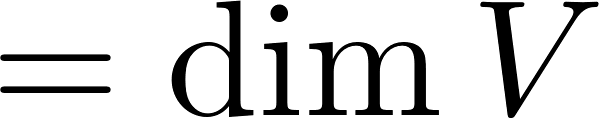 = dim V